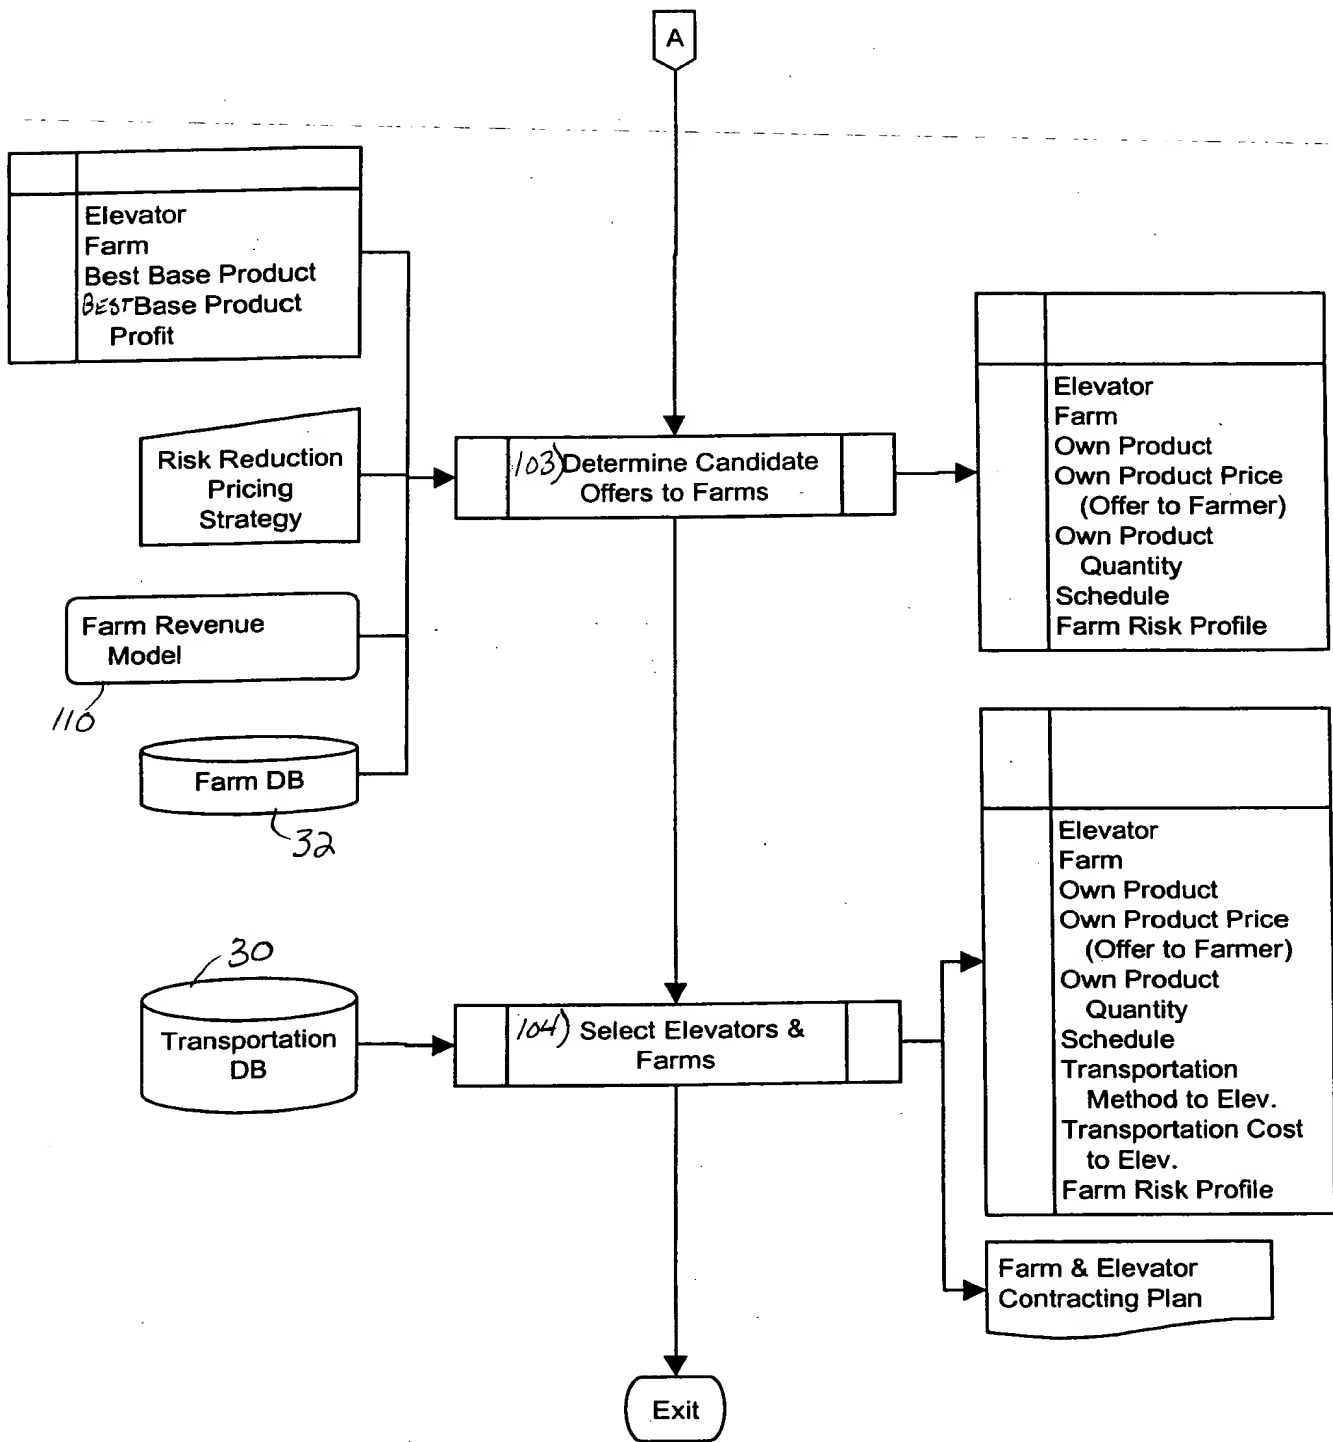 A
Elevator
Farm
Best Base Product
BEST Base Product
Profit
Risk Reduction
Pricing
Strategy
Farm Revenue
Model
110
Farm DB
32
103) Determine Candidate
Offers to Farms
Elevator
Farm
Own Product
Own Product Price
(Offer to Farmer)
Own Product
Quantity
Schedule
Farm Risk Profile
30
Transportation
DB
104) Select Elevators &
Farms
Elevator
Farm
Own Product
Own Product Price
(Offer to Farmer)
Own Product
Quantity
Schedule
Transportation
Method to Elev.
Transportation Cost
to Elev.
Farm Risk Profile
Farm & Elevator
Contracting Plan
Exit